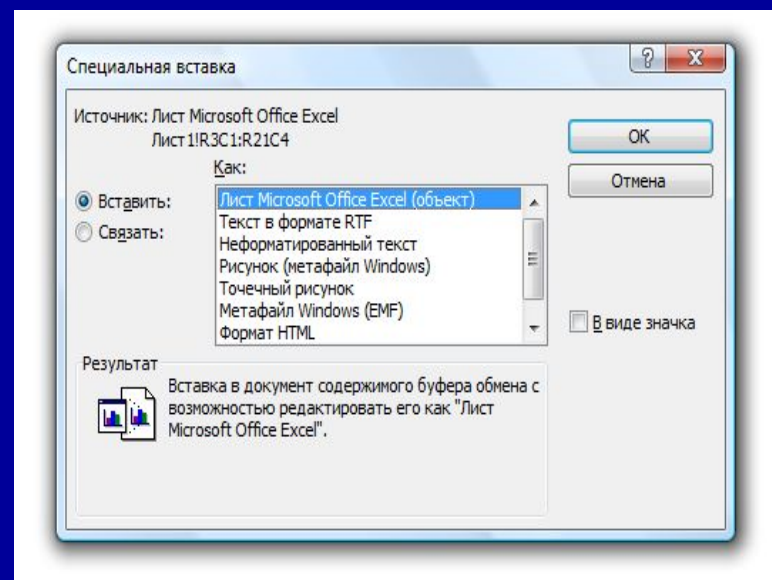 Специальная вставка
Источник: Лист Microsoft Office Excel
Лист1!R3C1:R21C4
Как:
Вставить:
Связать:
Лист Microsoft Office Excel (объект)
Текст в формате RTF
Неформатированный текст
Рисунок (метафайл Windows)
Точечный рисунок
Метафайл Windows (EMF)
Формат HTML
ОК
Отмена
В виде значка
Результат
Вставка в документ содержимого буфера обмена с
возможностью редактировать его как "Лист
Microsoft Office Excel".